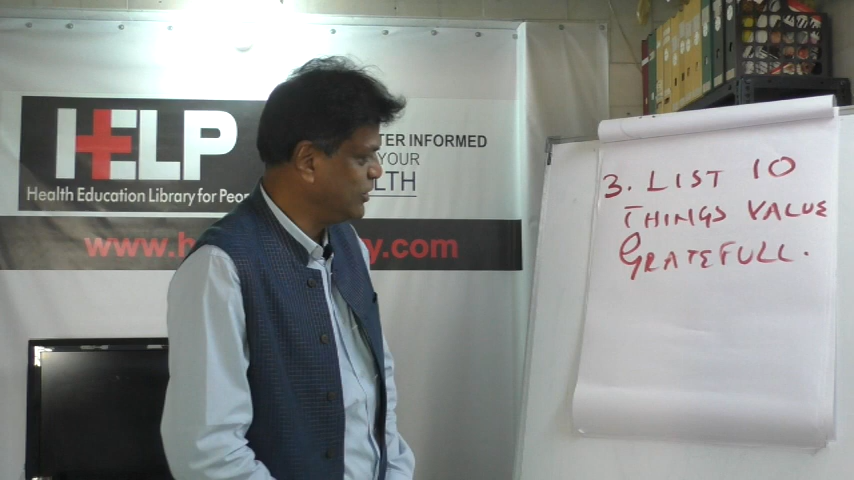 HELP
Health Education Library for Peo
TER INFORMED
YOUR
LTH
www.h
y.com
3. LIST 10
THINGS VALUE
GRATEFULL.